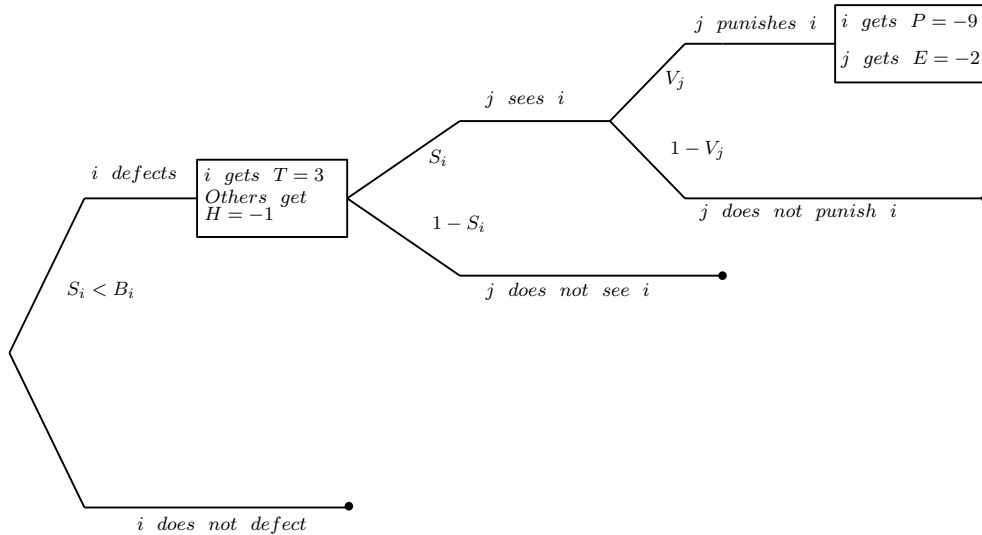 j punishes i
i gets P = −9
j gets E = −2
V_j
j sees i
1 − V_j
S_i
i defects
i gets T = 3
Others get
H = −1
j does not punish i
1 − S_i
S_i < B_i
j does not see i
i does not defect